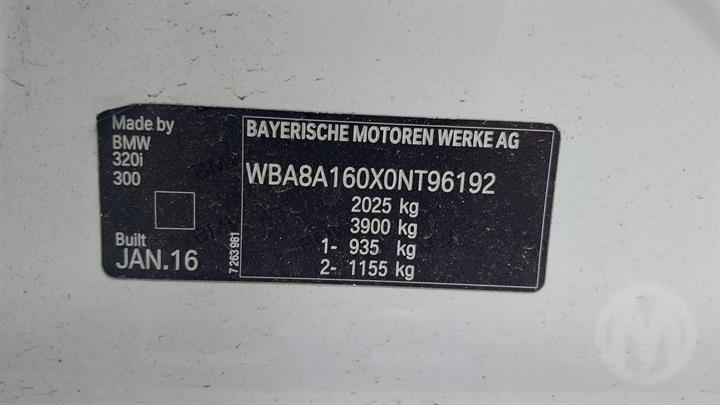 Made by
BMW
320i
300
Built
JAN.16
7 263 981
BAYERISCHE MOTOREN WERKE AG
WBA8A160X0NT96192
2025 kg
3900 kg
1- 935 kg
2- 1155 kg
M